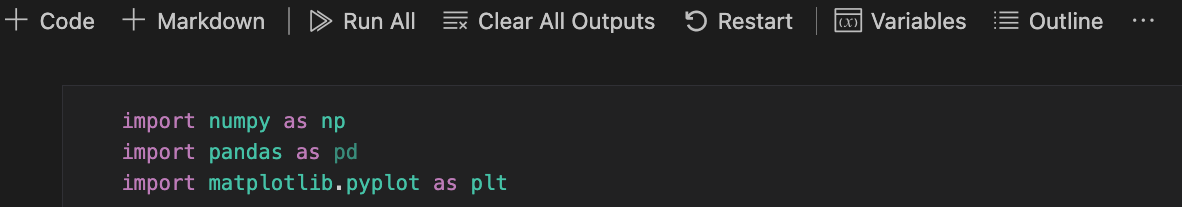 + Code + Markdown Run All Clear All Outputs Restart (x) Variables Outline ...
import numpy as np
import pandas as pd
import matplotlib.pyplot as plt